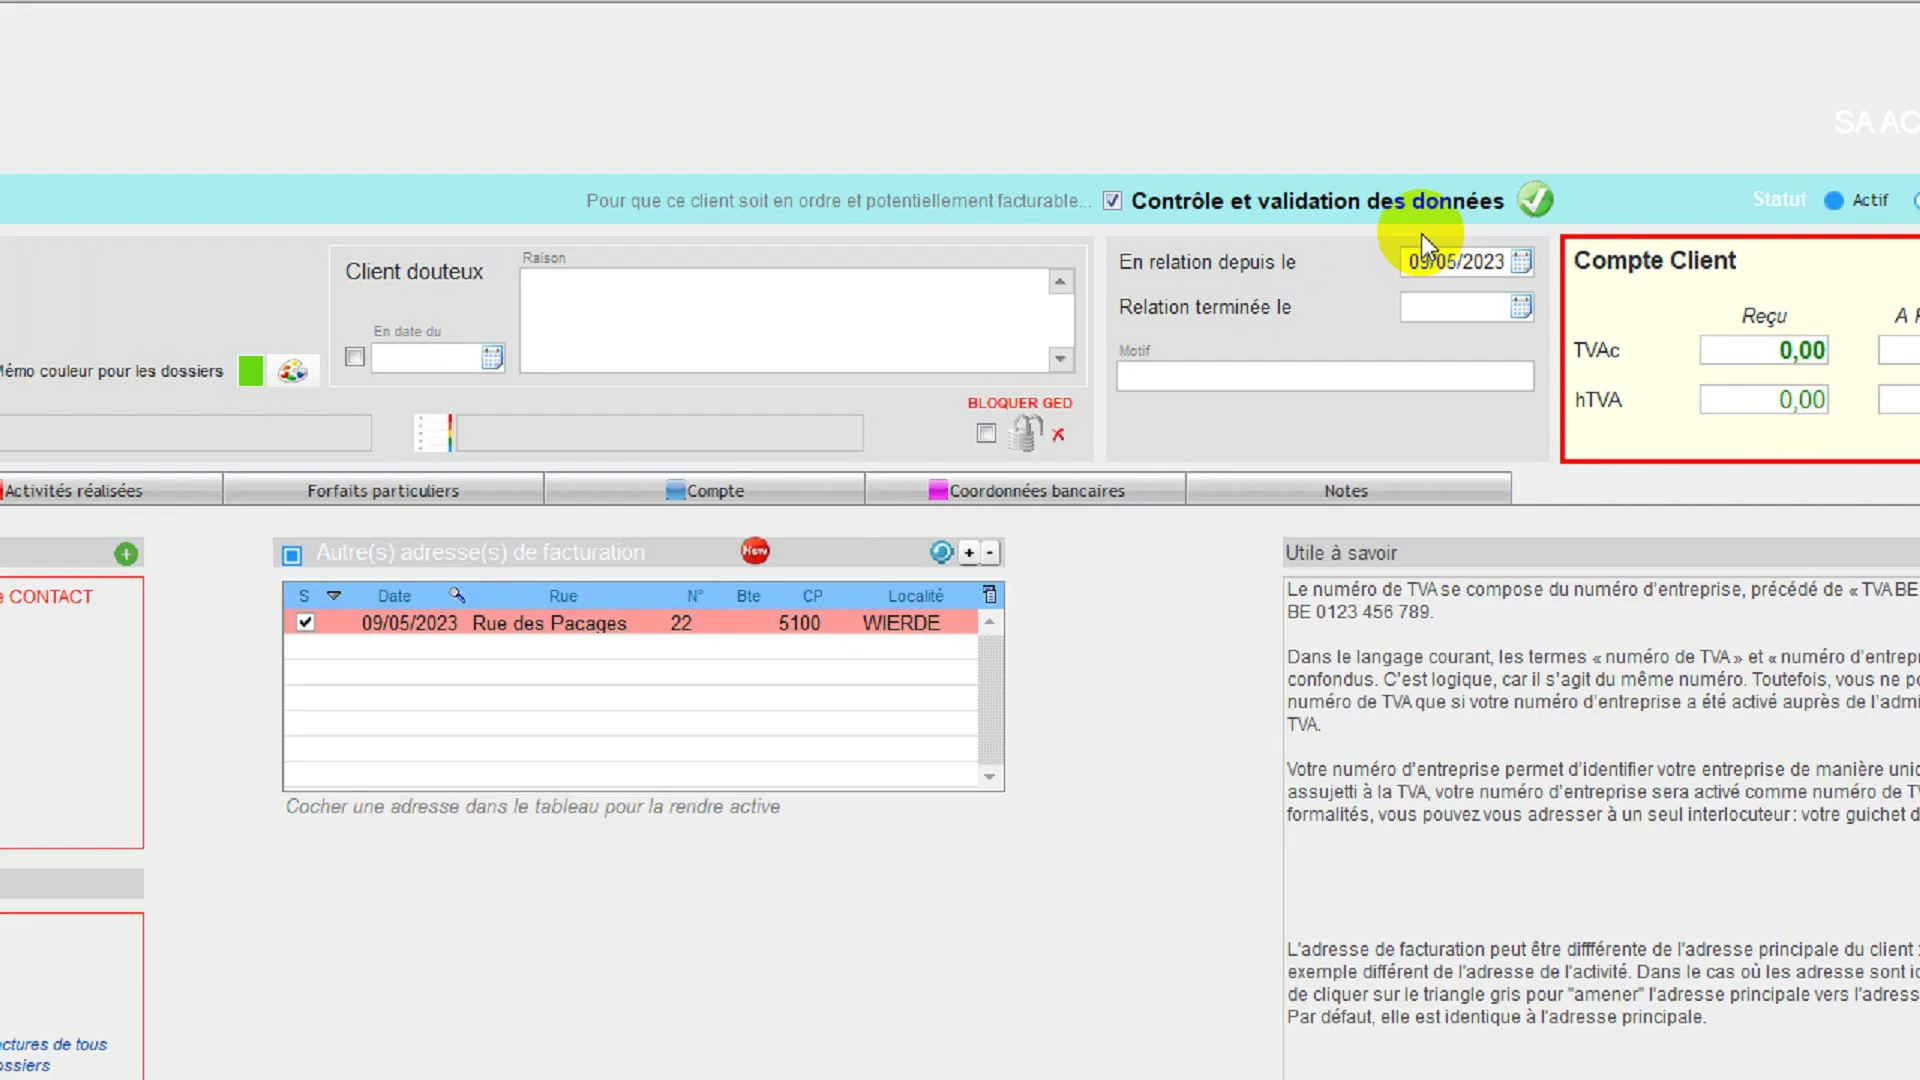 SA AC
Pour que ce client soit en ordre et potentiellement facturable... Contrôle et validation des données
Statut Actif
Client douteux
Raison
En date du
Mémo couleur pour les dossiers
BLOQUER GED
En relation depuis le 09/05/2023
Relation terminée le
Motif
Compte Client
Reçu A
TVAc 0,00
hTVA 0,00
Activités réalisées Forfaits particuliers Compte Coordonnées bancaires Notes
CONTACT
Autre(s) adresse(s) de facturation New + -
S Date Rue N° Bte CP Localité
09/05/2023 Rue des Pacages 22 5100 WIERDE
Cocher une adresse dans le tableau pour la rendre active
ctures de tous
ossiers
Utile à savoir
Le numéro de TVA se compose du numéro d'entreprise, précédé de « TVA BE
BE 0123 456 789.
Dans le langage courant, les termes « numéro de TVA » et « numéro d'entrep
confondus. C'est logique, car il s'agit du même numéro. Toutefois, vous ne po
numéro de TVA que si votre numéro d'entreprise a été activé auprès de l'admi
TVA.
Votre numéro d'entreprise permet d'identifier votre entreprise de manière uni
assujetti à la TVA, votre numéro d'entreprise sera activé comme numéro de T
formalités, vous pouvez vous adresser à un seul interlocuteur : votre guichet d
L'adresse de facturation peut être diffférente de l'adresse principale du client :
exemple différent de l'adresse de l'activité. Dans le cas où les adresse sont i
de cliquer sur le triangle gris pour "amener" l'adresse principale vers l'adress
Par défaut, elle est identique à l'adresse principale.